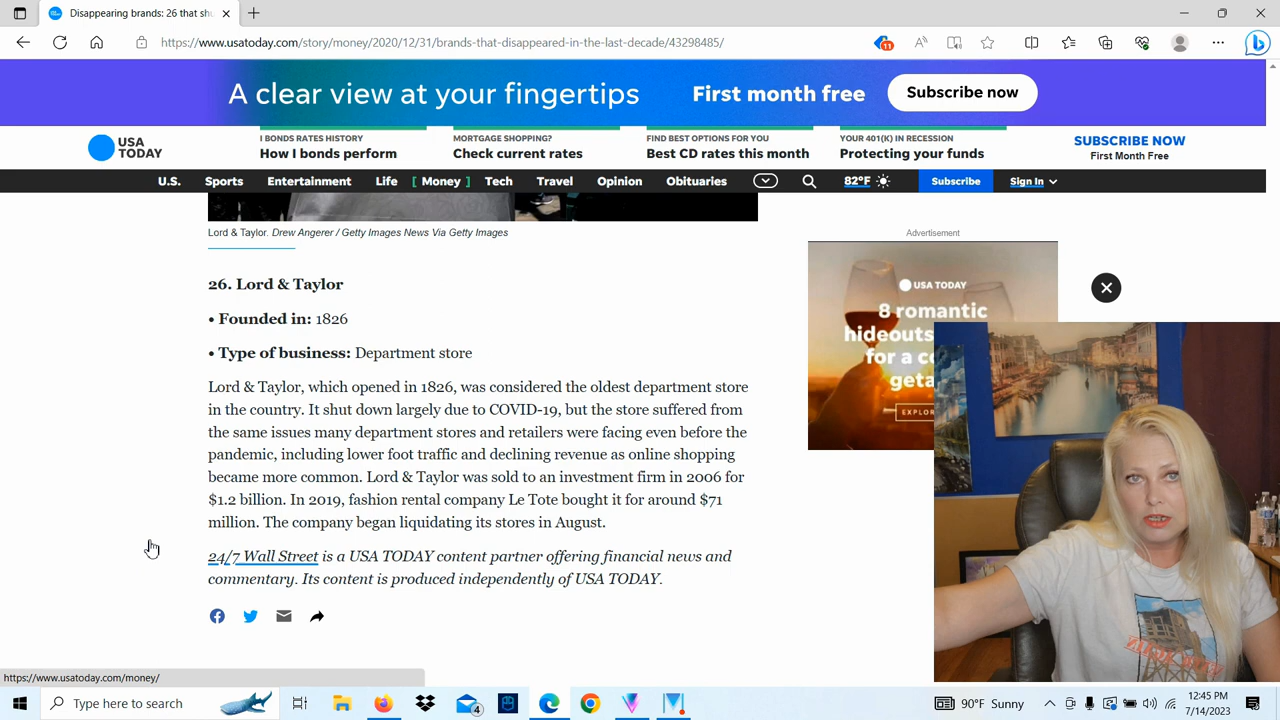 Disappearing brands: 26 that shu
https://www.usatoday.com/story/money/2020/12/31/brands-that-disappeared-in-the-last-decade/43298485/
11
A clear view at your fingertips
First month free
Subscribe now
USA
TODAY
I BONDS RATES HISTORY
How I bonds perform
MORTGAGE SHOPPING?
Check current rates
FIND BEST OPTIONS FOR YOU
Best CD rates this month
YOUR 401(K) IN RECESSION
Protecting your funds
SUBSCRIBE NOW
First Month Free
U.S. Sports Entertainment Life [ Money ] Tech Travel Opinion Obituaries 82°F Subscribe Sign In
Lord & Taylor. Drew Angerer / Getty Images News Via Getty Images
26. Lord & Taylor
• Founded in: 1826
• Type of business: Department store
Lord & Taylor, which opened in 1826, was considered the oldest department store
in the country. It shut down largely due to COVID-19, but the store suffered from
the same issues many department stores and retailers were facing even before the
pandemic, including lower foot traffic and declining revenue as online shopping
became more common. Lord & Taylor was sold to an investment firm in 2006 for
$1.2 billion. In 2019, fashion rental company Le Tote bought it for around $71
million. The company began liquidating its stores in August.
24/7 Wall Street is a USA TODAY content partner offering financial news and
commentary. Its content is produced independently of USA TODAY.
Advertisement
USA TODAY
8 romantic
hideouts
for a co
geta
EXPLOR
https://www.usatoday.com/money/
Type here to search
4
90°F Sunny
12:45 PM
7/14/2023